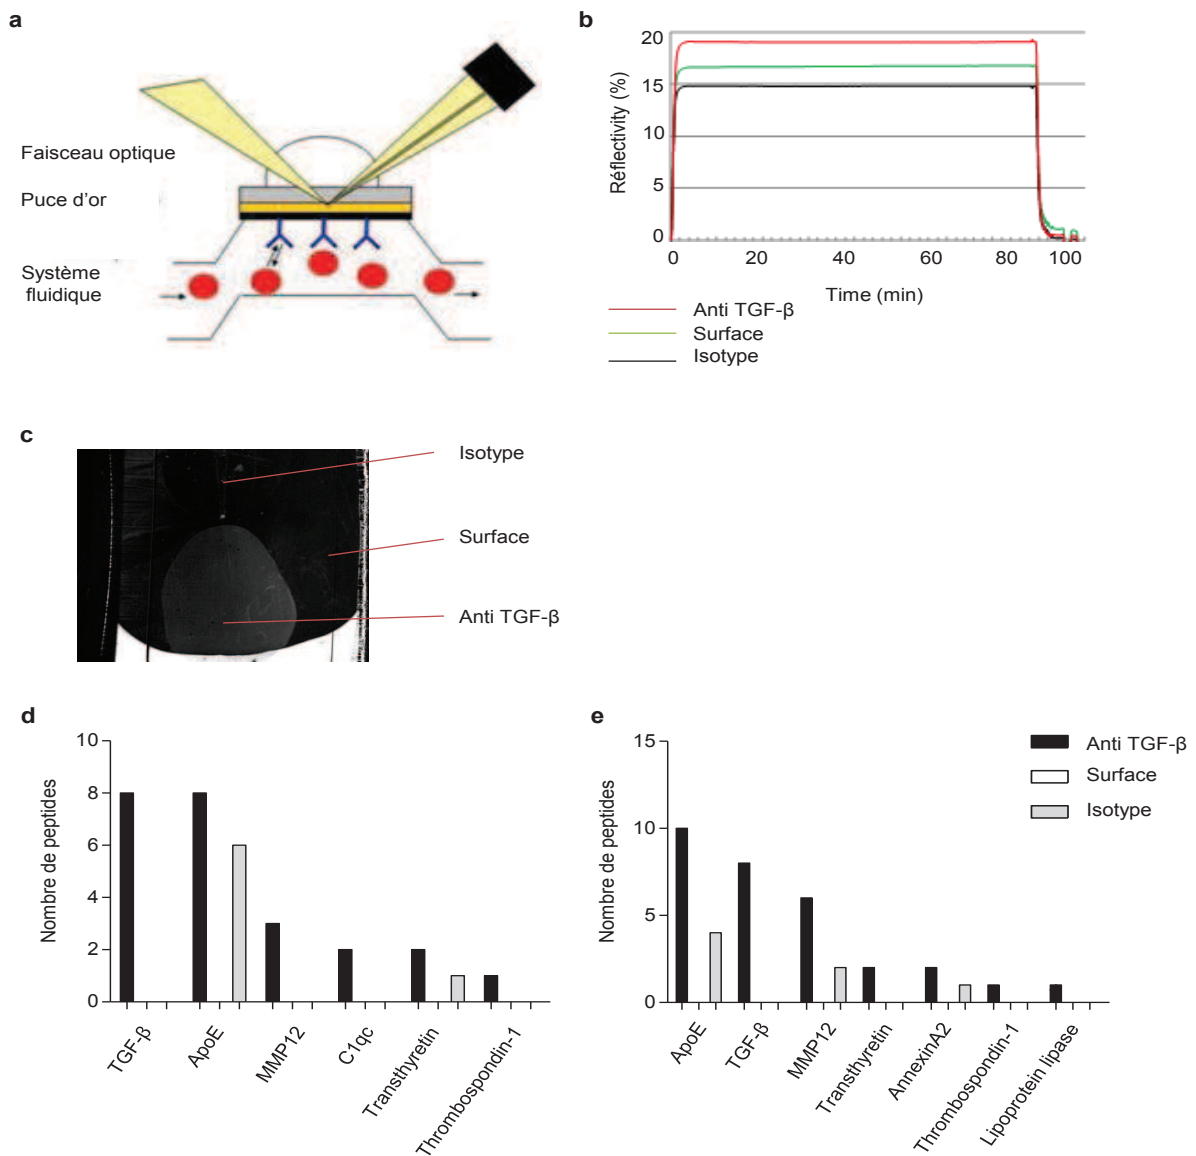 a
Faisceau optique
Puce d'or
Système
fluidique
b
Réflectivity (%)
20
15
10
5
0
0 20 40 60 80 100
Time (min)
Anti TGF-β
Surface
Isotype
c
Isotype
Surface
Anti TGF-β
d
Nombre de peptides
10
8
6
4
2
0
TGF-β
ApoE
MMP12
C1qc
Transthyretin
Thrombospondin-1
e
Nombre de peptides
15
10
5
0
ApoE
TGF-β
MMP12
Transthyretin
AnnexinA2
Thrombospondin-1
Lipoprotein lipase
Anti TGF-β
Surface
Isotype